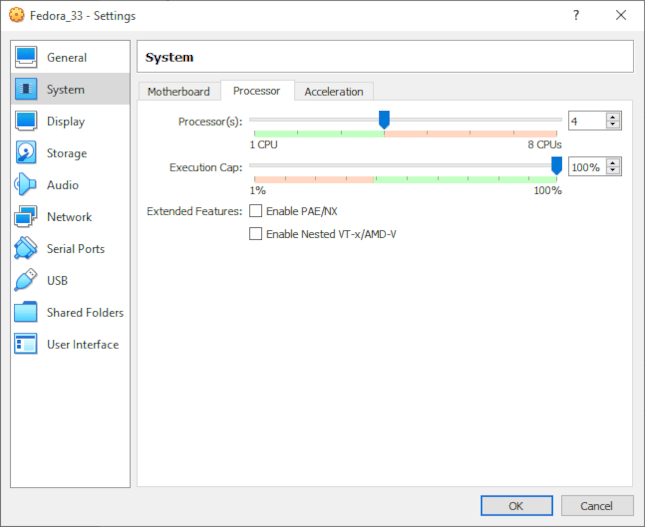 Fedora_33 - Settings
?
General
System
Display
Storage
Audio
Network
Serial Ports
USB
Shared Folders
User Interface
System
Motherboard
Processor
Acceleration
Processor(s):
4
1 CPU
8 CPUs
Execution Cap:
100%
1%
100%
Extended Features:
Enable PAE/NX
Enable Nested VT-x/AMD-V
OK
Cancel